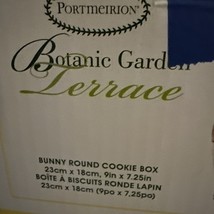 PORTMEIRION
Botanic Garden
Terrace
BUNNY ROUND COOKIE BOX
23cm x 18cm, 9in x 7.25in
BOÎTE À BISCUITS RONDE LAPIN
23cm x 18cm (9po x 7,25po)